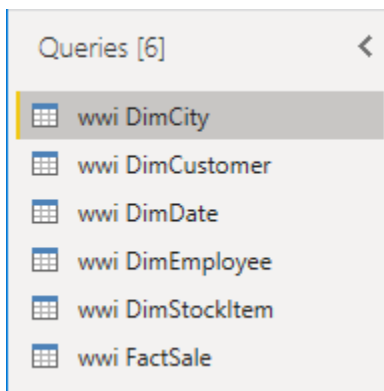 Queries [6]
wwi DimCity
wwi DimCustomer
wwi DimDate
wwi DimEmployee
wwi DimStockItem
wwi FactSale